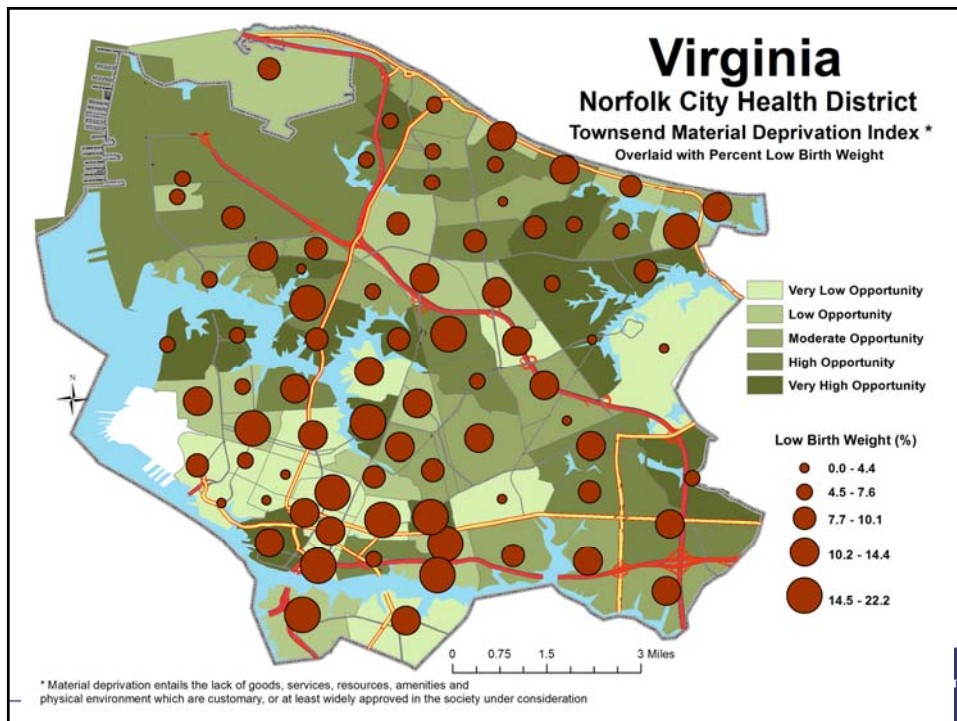 Virginia
Norfolk City Health District
Townsend Material Deprivation Index *
Overlaid with Percent Low Birth Weight
Very Low Opportunity
Low Opportunity
Moderate Opportunity
High Opportunity
Very High Opportunity
N
Low Birth Weight (%)
0.0 - 4.4
4.5 - 7.6
7.7 - 10.1
10.2 - 14.4
14.5 - 22.2
0 0.75 1.5 3 Miles
* Material deprivation entails the lack of goods, services, resources, amenities and
physical environment which are customary, or at least widely approved in the society under consideration